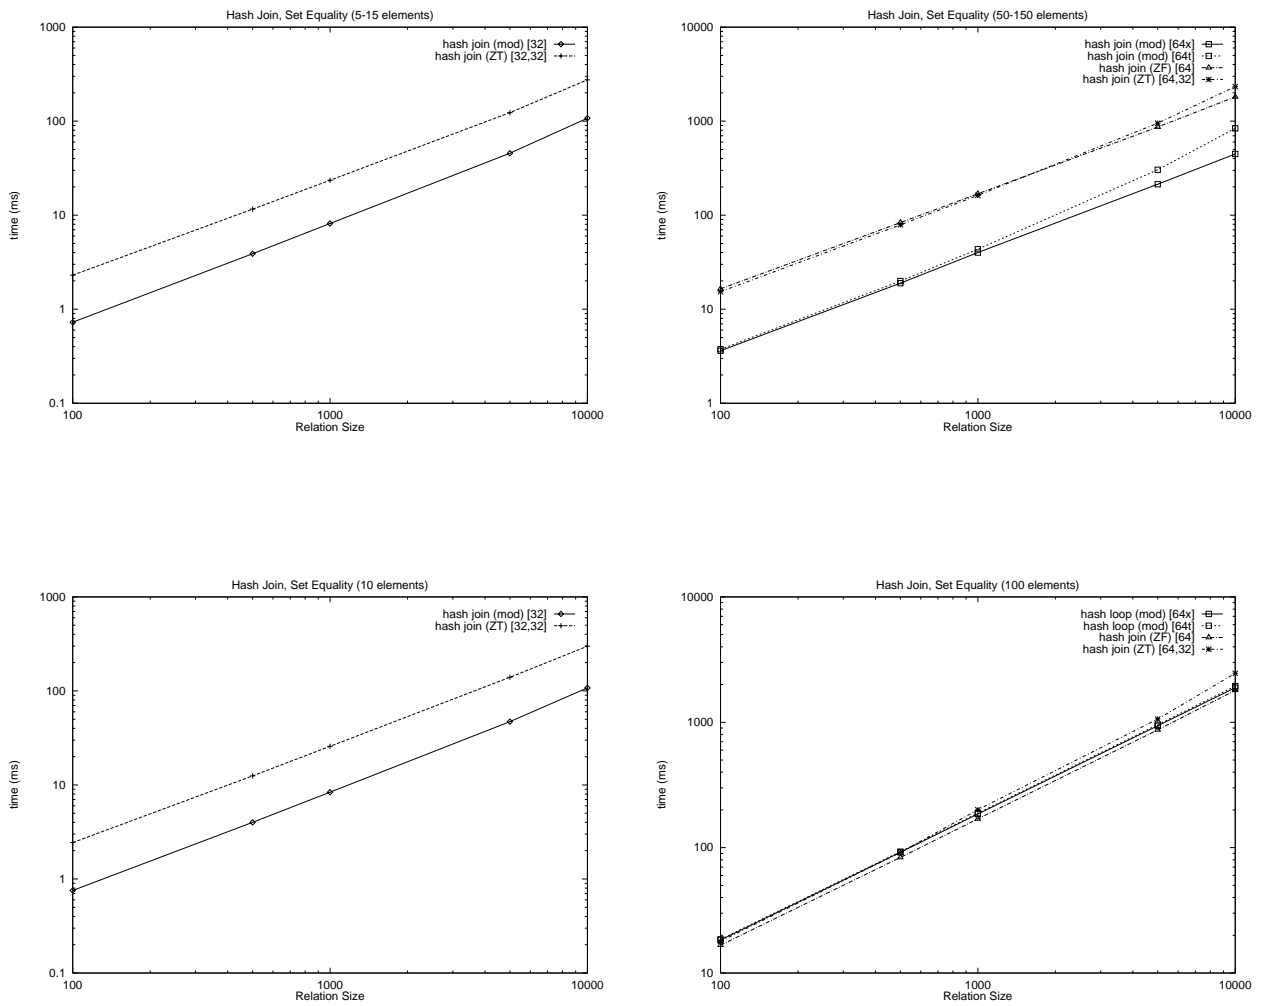 Hash Join, Set Equality (5-15 elements)
1000
hash join (mod) [32]
hash join (ZT) [32,32]
100
10
1
0.1
time (ms)
100
1000
10000
Relation Size
Hash Join, Set Equality (50-150 elements)
10000
hash join (mod) [64x]
hash join (mod) [64t]
hash join (ZF) [64]
hash join (ZT) [64,32]
1000
100
10
1
time (ms)
100
1000
10000
Relation Size
Hash Join, Set Equality (10 elements)
1000
hash join (mod) [32]
hash join (ZT) [32,32]
100
10
1
0.1
time (ms)
100
1000
10000
Relation Size
Hash Join, Set Equality (100 elements)
10000
hash loop (mod) [64x]
hash loop (mod) [64t]
hash join (ZF) [64]
hash join (ZT) [64,32]
1000
100
10
time (ms)
100
1000
10000
Relation Size